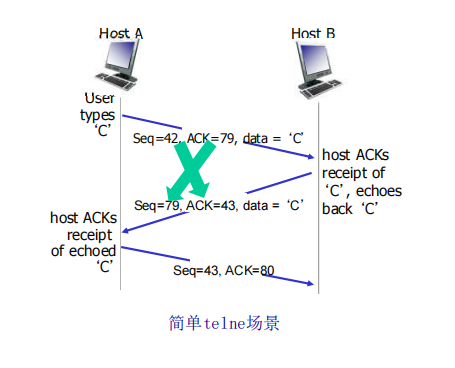 Host A
Host B
User
types
‘C’
Seq=42, ACK=79, data = ‘C’
host ACKs
receipt of
‘C’, echoes
back ‘C’
Seq=79, ACK=43, data = ‘C’
host ACKs
receipt
of echoed
‘C’
Seq=43, ACK=80
简单telne场景